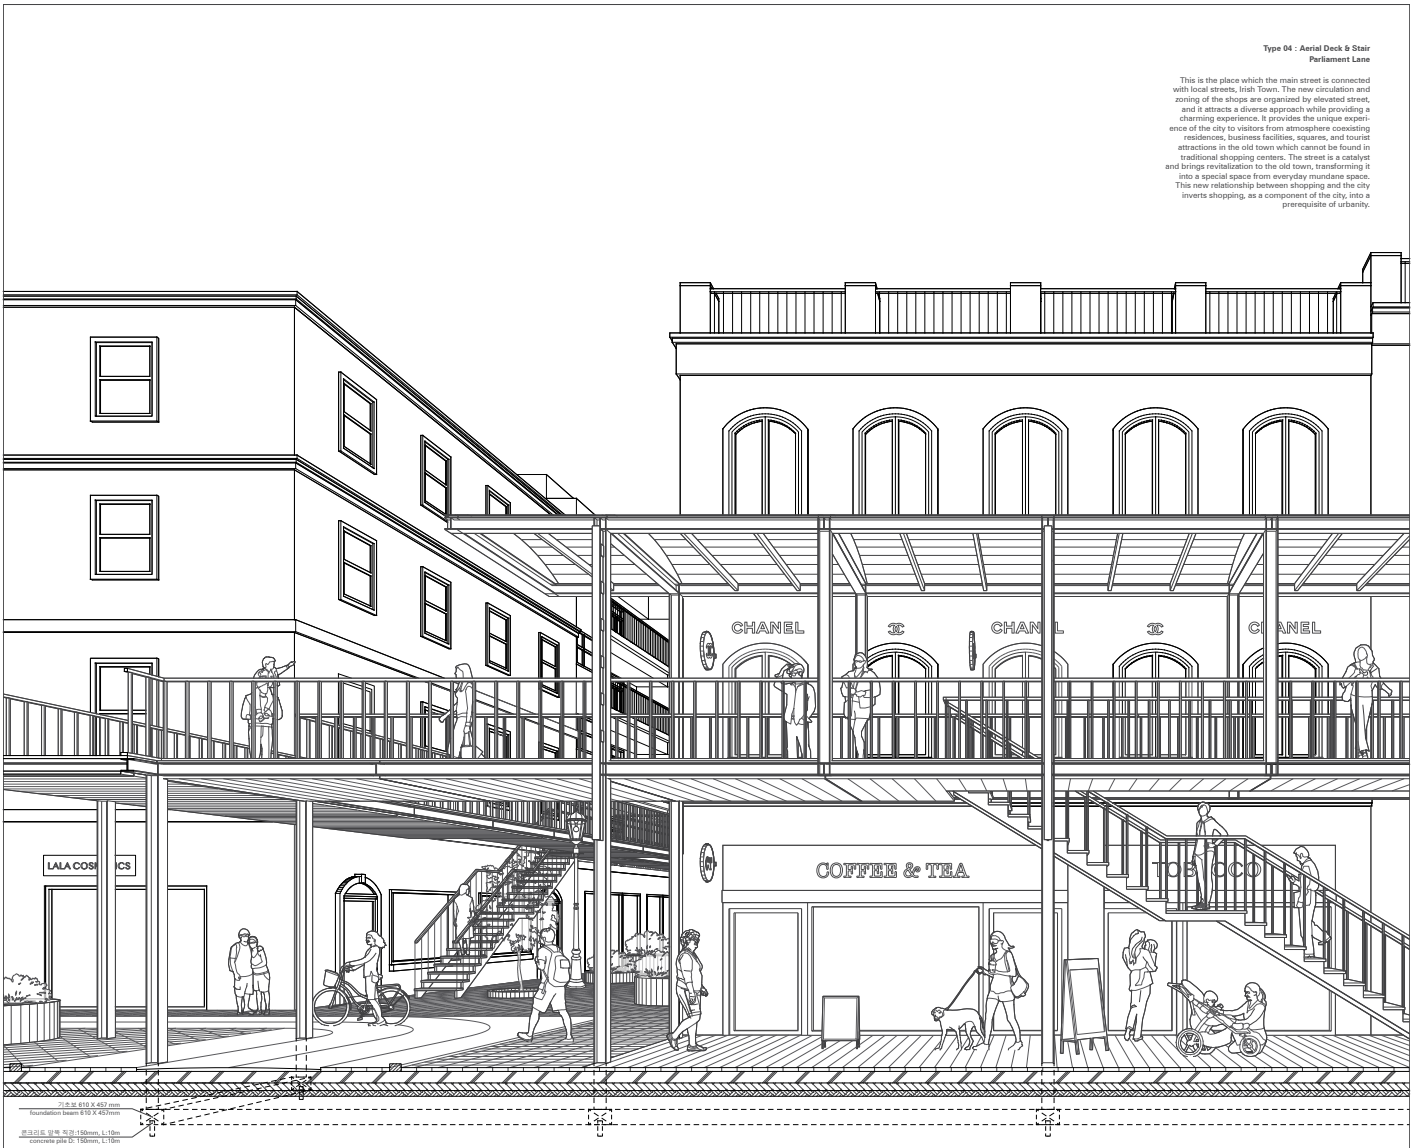 Type 04 : Aerial Deck & Stair
Parliament Lane
This is the place which the main street is connected
with local streets, Irish Town. The new circulation and
zoning of the shops are organized by elevated street,
and it attracts a diverse approach while providing a
charming experience. It provides the unique experi-
ence of the city to visitors from atmosphere coexisting
residences, business facilities, squares, and tourist
attractions in the old town which cannot be found in
traditional shopping centers. The street is a catalyst
and brings revitalization to the old town, transforming it
into a special space from everyday mundane space.
This new relationship between shopping and the city
inverts shopping, as a component of the city, into a
prerequisite of urbanity.
CHANEL
CHANEL
CHANEL
LALA COSMETICS
COFFEE & TEA
TOBACCO
기초보 610 X 457 mm
foundation beam 610 X 457mm
콘크리트 말뚝 직경:150mm, L:10m
concrete pile D: 150mm, L:10m